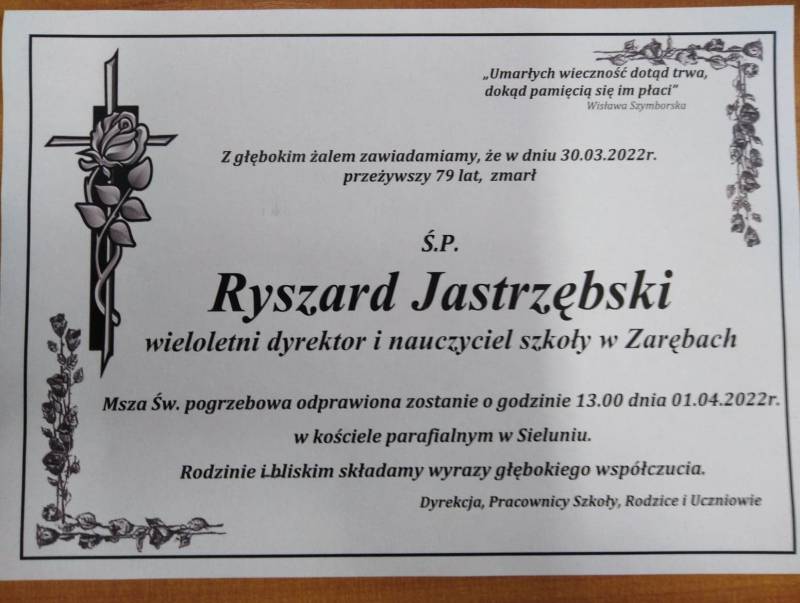 „Umarłych wieczność dotąd trwa,
dokąd pamięcią się im płaci”
Wisława Szymborska
Z głębokim żalem zawiadamiamy, że w dniu 30.03.2022r.
przeżywszy 79 lat, zmarł
Ś.P.
Ryszard Jastrzębski
wieloletni dyrektor i nauczyciel szkoły w Zarębach
Msza Św. pogrzebowa odprawiona zostanie o godzinie 13.00 dnia 01.04.2022r.
w kościele parafialnym w Sieluniu.
Rodzinie i bliskim składamy wyrazy głębokiego współczucia.
Dyrekcja, Pracownicy Szkoły, Rodzice i Uczniowie